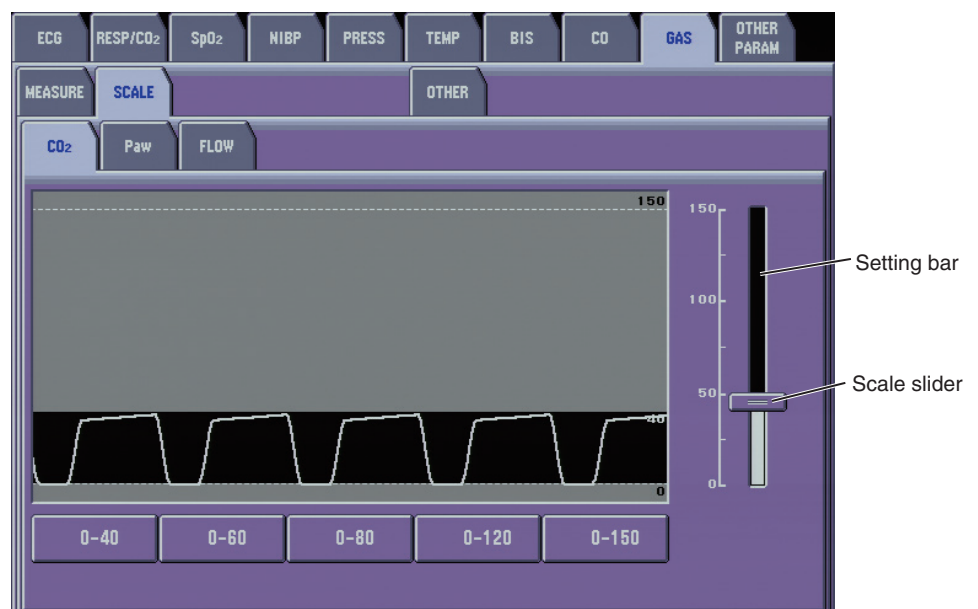 ECG RESP/CO2 SpO2 NIBP PRESS TEMP BIS CO GAS OTHER PARAM
MEASURE SCALE OTHER
CO2 Paw FLOW
150
150
100
50
0
40
0
Setting bar
Scale slider
0-40 0-60 0-80 0-120 0-150